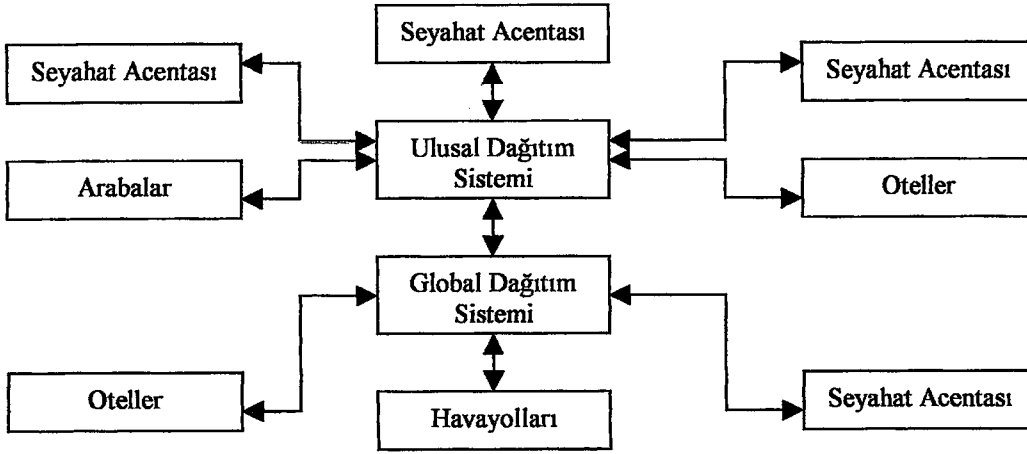 Seyahat Acentası
Seyahat Acentası
Seyahat Acentası
Ulusal Dağıtım
Sistemi
Arabalar
Oteller
Global Dağıtım
Sistemi
Oteller
Havayolları
Seyahat Acentası